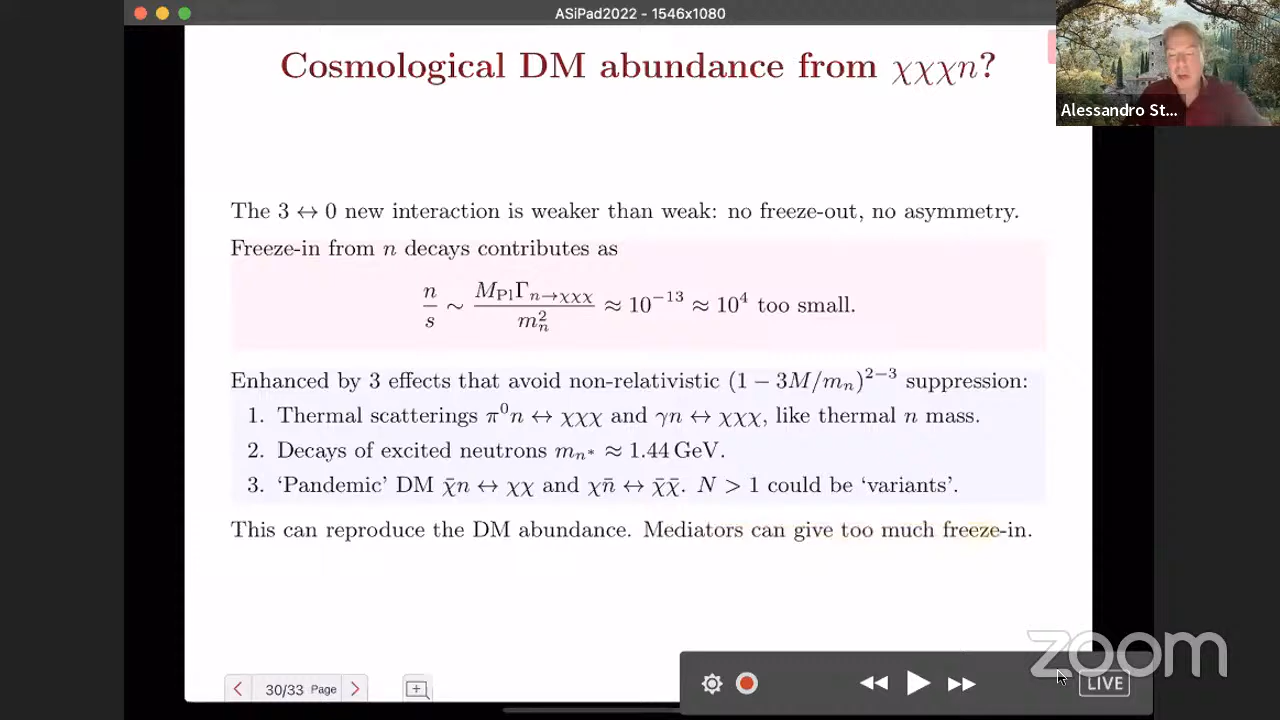 ASiPad2022 - 1546x1080
Cosmological DM abundance from χχχn?
Alessandro St...
The 3 ↔ 0 new interaction is weaker than weak: no freeze-out, no asymmetry.
Freeze-in from n decays contributes as
n/s ∼ M_Pl Γ_{n→χχχ} / m_n^2 ≈ 10^{−13} ≈ 10^4 too small.
Enhanced by 3 effects that avoid non-relativistic (1 − 3M/m_n)^{2−3} suppression:
1. Thermal scatterings π^0 n ↔ χχχ and γn ↔ χχχ, like thermal n mass.
2. Decays of excited neutrons m_{n*} ≈ 1.44 GeV.
3. ‘Pandemic’ DM χ̄n ↔ χχ and χn̄ ↔ χ̄χ̄. N > 1 could be ‘variants’.
This can reproduce the DM abundance. Mediators can give too much freeze-in.
zoom
30/33 Page
LIVE